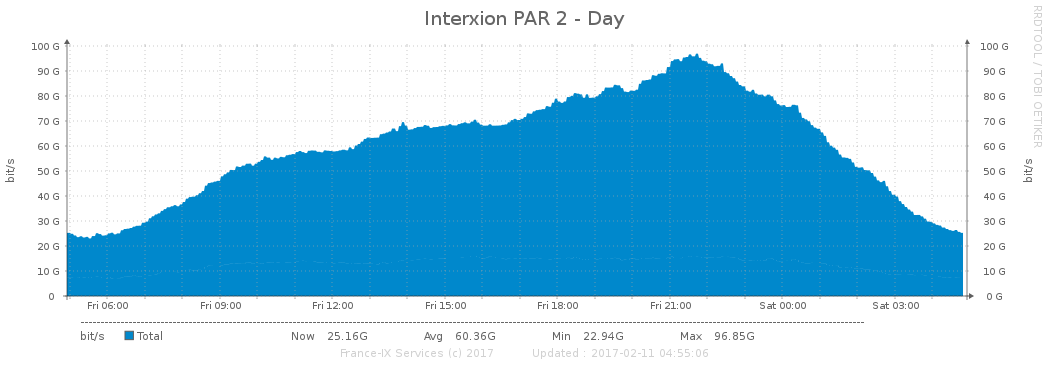 Interxion PAR 2 - Day
RRDTOOL / TOBI OETIKER
100 G 100 G
90 G 90 G
80 G 80 G
70 G 70 G
60 G 60 G
50 G 50 G
40 G 40 G
30 G 30 G
20 G 20 G
10 G 10 G
0 0 G
bit/s bit/s
Fri 06:00 Fri 09:00 Fri 12:00 Fri 15:00 Fri 18:00 Fri 21:00 Sat 00:00 Sat 03:00
bit/s Total Now 25.16G Avg 60.36G Min 22.94G Max 96.85G
France-IX Services (c) 2017 Updated : 2017-02-11 04:55:06